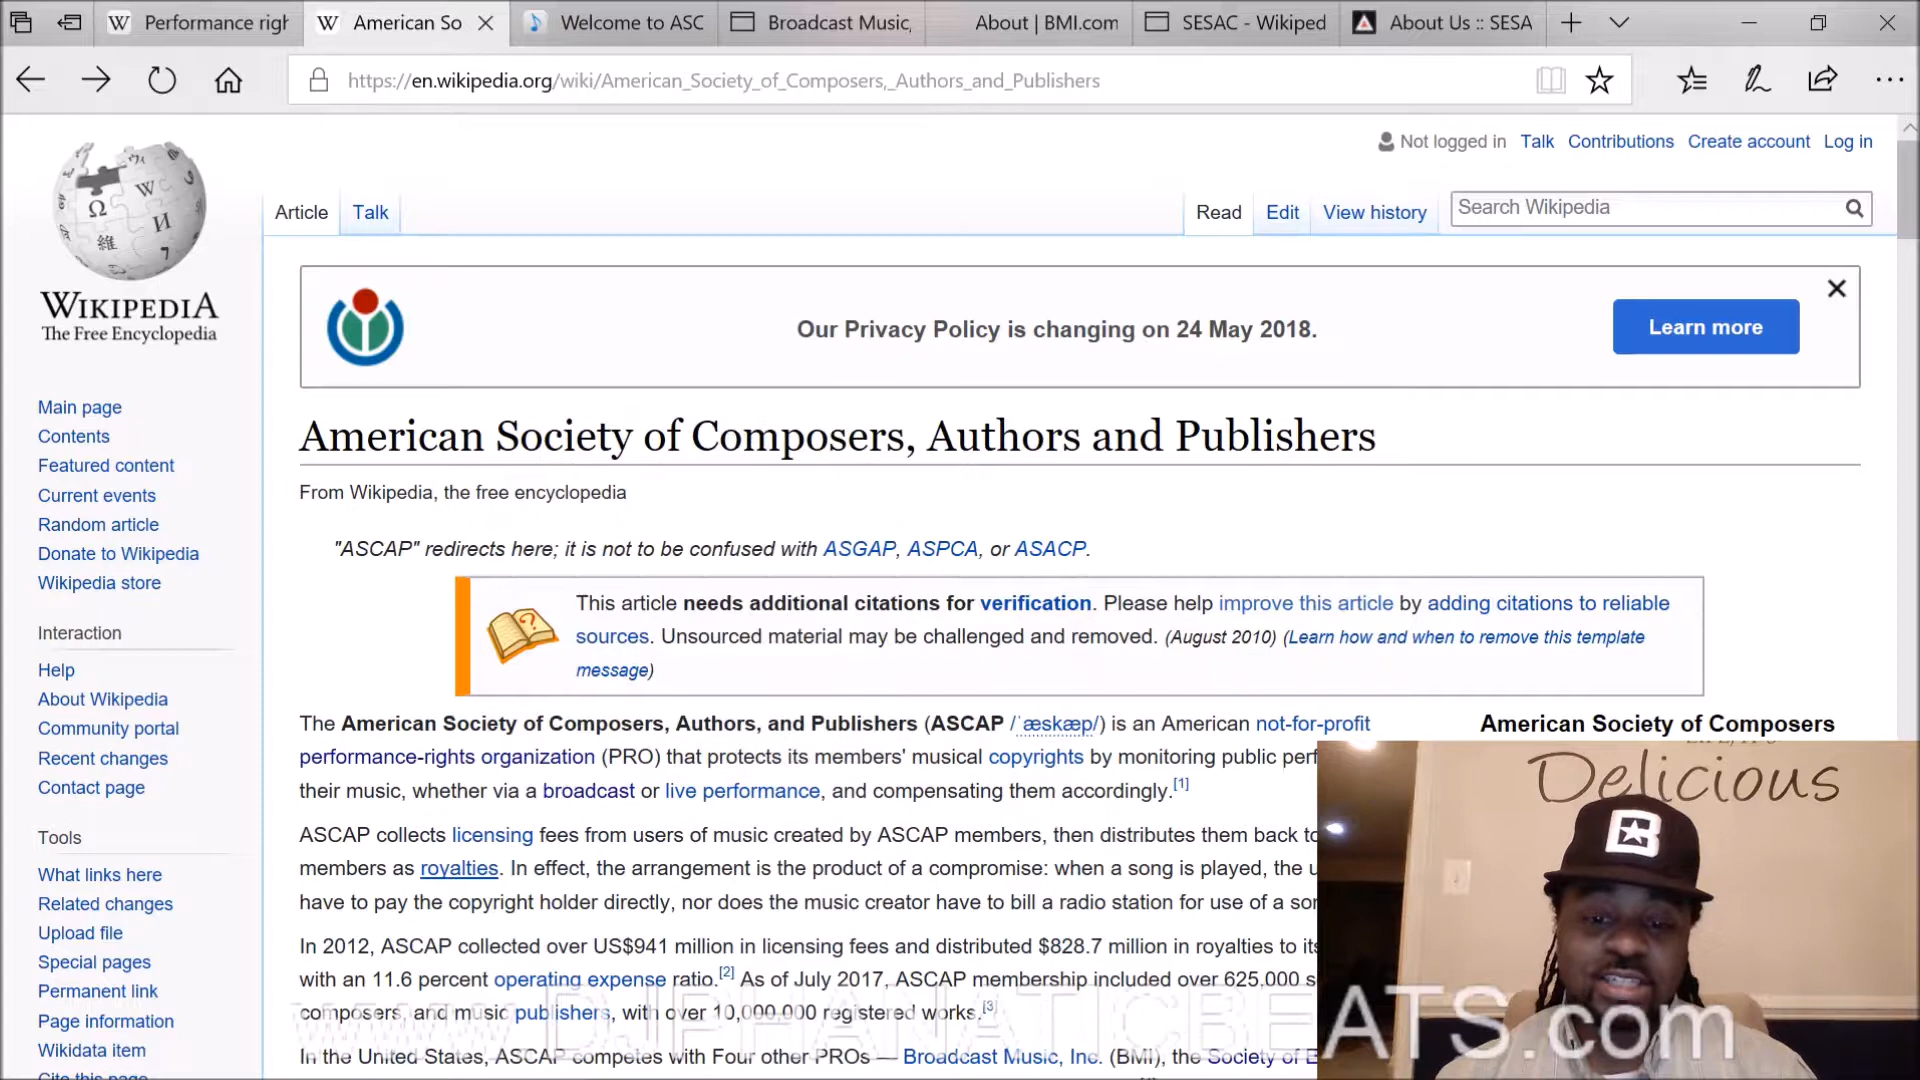 Performance righ
American So
Welcome to ASC
Broadcast Music,
About | BMI.com
SESAC - Wikiped
About Us :: SESA
https://en.wikipedia.org/wiki/American_Society_of_Composers,_Authors_and_Publishers
Not logged in Talk Contributions Create account Log in
Article Talk Read Edit View history Search Wikipedia
WIKIPEDIA
The Free Encyclopedia
Our Privacy Policy is changing on 24 May 2018.
Learn more
Main page
Contents
Featured content
Current events
Random article
Donate to Wikipedia
Wikipedia store
Interaction
Help
About Wikipedia
Community portal
Recent changes
Contact page
Tools
What links here
Related changes
Upload file
Special pages
Permanent link
Page information
Wikidata item
Cite this page
American Society of Composers, Authors and Publishers
From Wikipedia, the free encyclopedia
"ASCAP" redirects here; it is not to be confused with ASGAP, ASPCA, or ASACP.
This article needs additional citations for verification. Please help improve this article by adding citations to reliable
sources. Unsourced material may be challenged and removed. (August 2010) (Learn how and when to remove this template
message)
The American Society of Composers, Authors, and Publishers (ASCAP /ˈæskæp/) is an American not-for-profit
performance-rights organization (PRO) that protects its members' musical copyrights by monitoring public perf
their music, whether via a broadcast or live performance, and compensating them accordingly.[1]
ASCAP collects licensing fees from users of music created by ASCAP members, then distributes them back to
members as royalties. In effect, the arrangement is the product of a compromise: when a song is played, the u
have to pay the copyright holder directly, nor does the music creator have to bill a radio station for use of a son
In 2012, ASCAP collected over US$941 million in licensing fees and distributed $828.7 million in royalties to its
with an 11.6 percent operating expense ratio.[2] As of July 2017, ASCAP membership included over 625,000 s
composers, and music publishers, with over 10,000,000 registered works.[3]
In the United States, ASCAP competes with Four other PROs — Broadcast Music, Inc. (BMI), the Society of E
American Society of Composers
Delicious
B
www.DJPHANATICBEATS.com